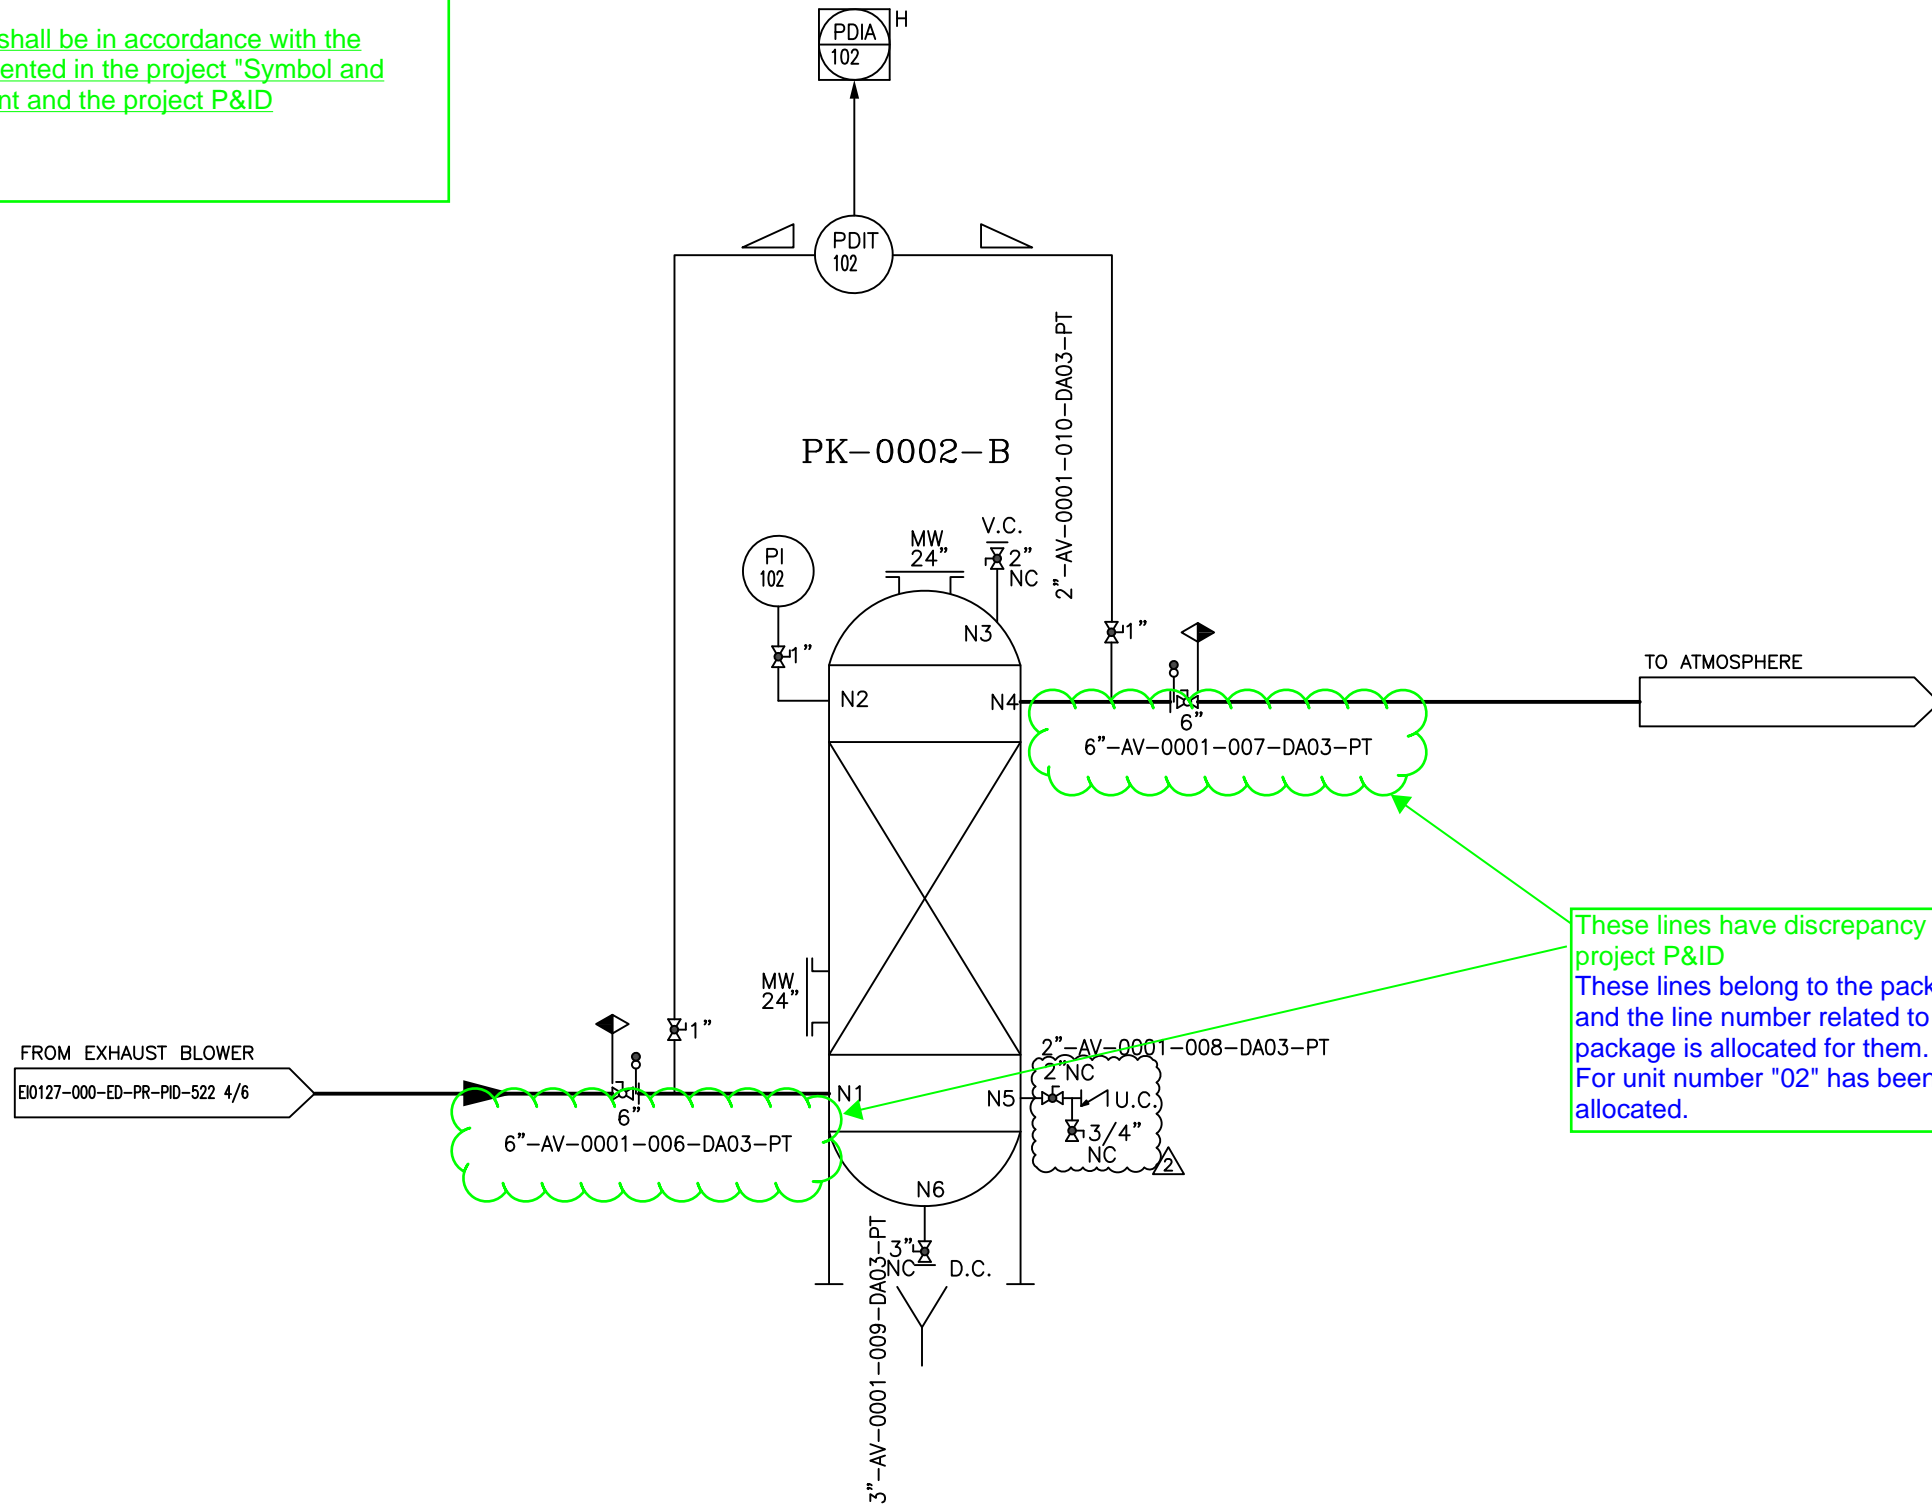 shall be in accordance with the
ented in the project "Symbol and
nt and the project P&ID
PDIA
102
H
PDIT
102
2"-AV-0001-010-DA03-PT
PK-0002-B
PI
102
1"
MW
24"
V.C.
2"
NC
N3
1"
N2
N4
6"
6"-AV-0001-007-DA03-PT
TO ATMOSPHERE
These lines have discrepancy
project P&ID
These lines belong to the pack
and the line number related to
package is allocated for them.
For unit number "02" has been
allocated.
MW
24"
1"
FROM EXHAUST BLOWER
EI0127-000-ED-PR-PID-522 4/6
6"
6"-AV-0001-006-DA03-PT
N1
2"-AV-0001-008-DA03-PT
2"NC
N5
U.C.
3/4"
NC
2
N6
3"
NC
D.C.
3"-AV-0001-009-DA03-PT